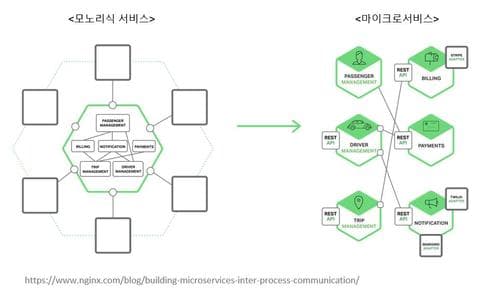 <모노리식 서비스>
<마이크로서비스>
PASSENGER
MANAGEMENT
BILLING
NOTIFICATION
PAYMENTS
TRIP
MANAGEMENT
DRIVER
MANAGEMENT
PASSENGER
MANAGEMENT
REST
API
BILLING
STRIPE
ADAPTER
REST
API
DRIVER
MANAGEMENT
REST
API
PAYMENTS
REST
API
TRIP
MANAGEMENT
REST
API
NOTIFICATION
TWILIO
ADAPTER
SENDGRID
ADAPTER
https://www.nginx.com/blog/building-microservices-inter-process-communication/